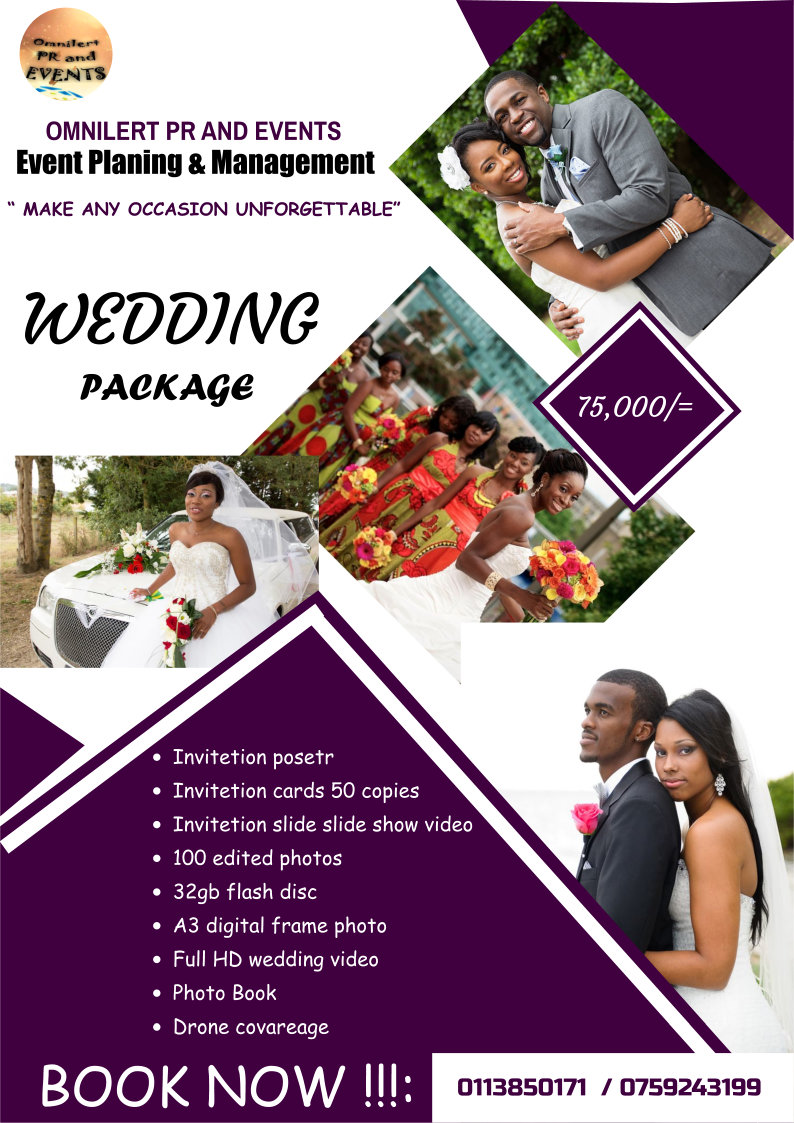 Omnilert
PR and
EVENTS
OMNILERT PR AND EVENTS
Event Planing & Management
“ MAKE ANY OCCASION UNFORGETTABLE”
WEDDING
PACKAGE
75,000/=
• Invitetion posetr
• Invitetion cards 50 copies
• Invitetion slide slide show video
• 100 edited photos
• 32gb flash disc
• A3 digital frame photo
• Full HD wedding video
• Photo Book
• Drone covareage
BOOK NOW !!!:
0113850171 / 0759243199